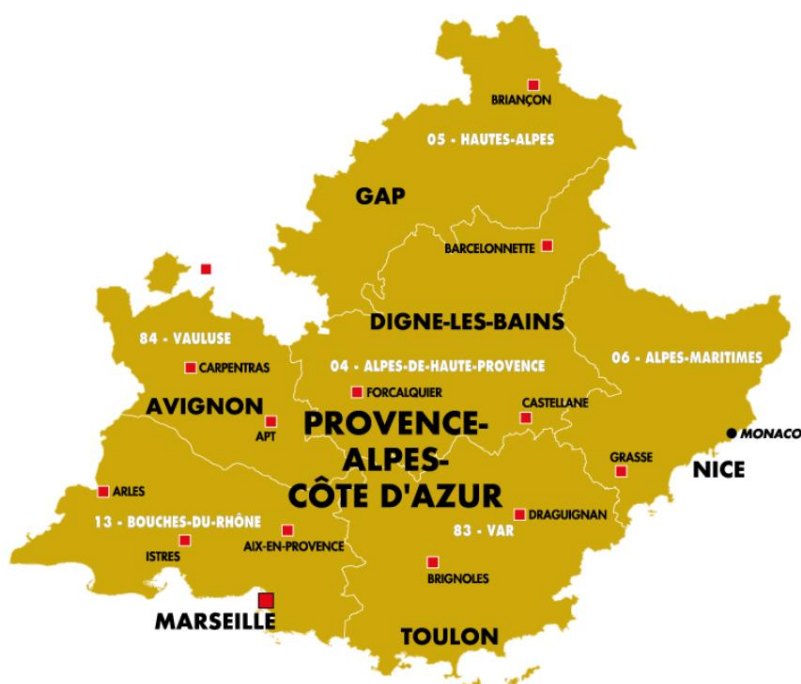 BRIANÇON
05 - HAUTES-ALPES
GAP
BARCELONNETTE
DIGNE-LES-BAINS
84 - VAULUSE
06 - ALPES-MARITIMES
CARPENTRAS
04 - ALPES-DE-HAUTE-PROVENCE
FORCALQUIER
AVIGNON
CASTELLANE
APT
PROVENCE-
ALPES-
CÔTE D'AZUR
MONACO
GRASSE
NICE
ARLES
DRAGUIGNAN
13 - BOUCHES-DU-RHÔNE
83 - VAR
AIX-EN-PROVENCE
ISTRES
BRIGNOLES
MARSEILLE
TOULON